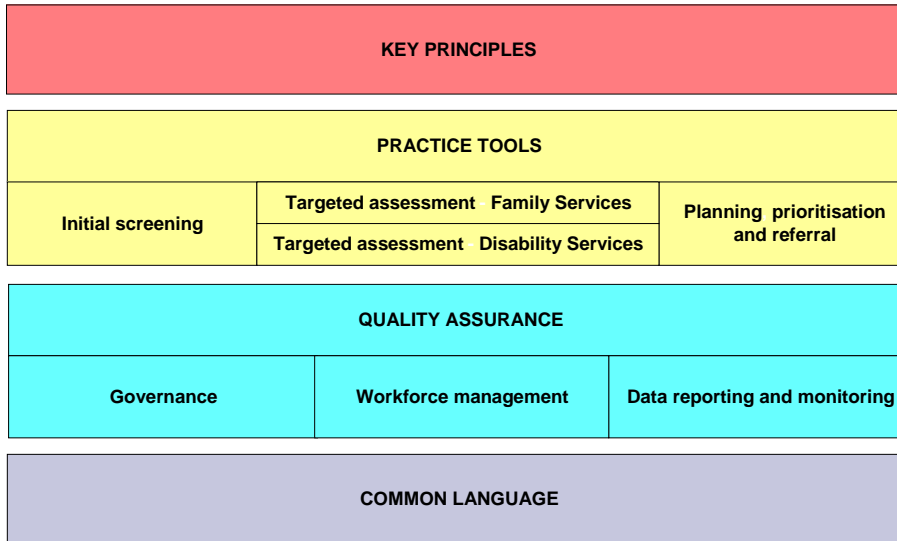 KEY PRINCIPLES
PRACTICE TOOLS
Initial screening
Targeted assessment - Family Services
Targeted assessment - Disability Services
Planning prioritisation
and referral
QUALITY ASSURANCE
Governance
Workforce management
Data reporting and monitoring
COMMON LANGUAGE